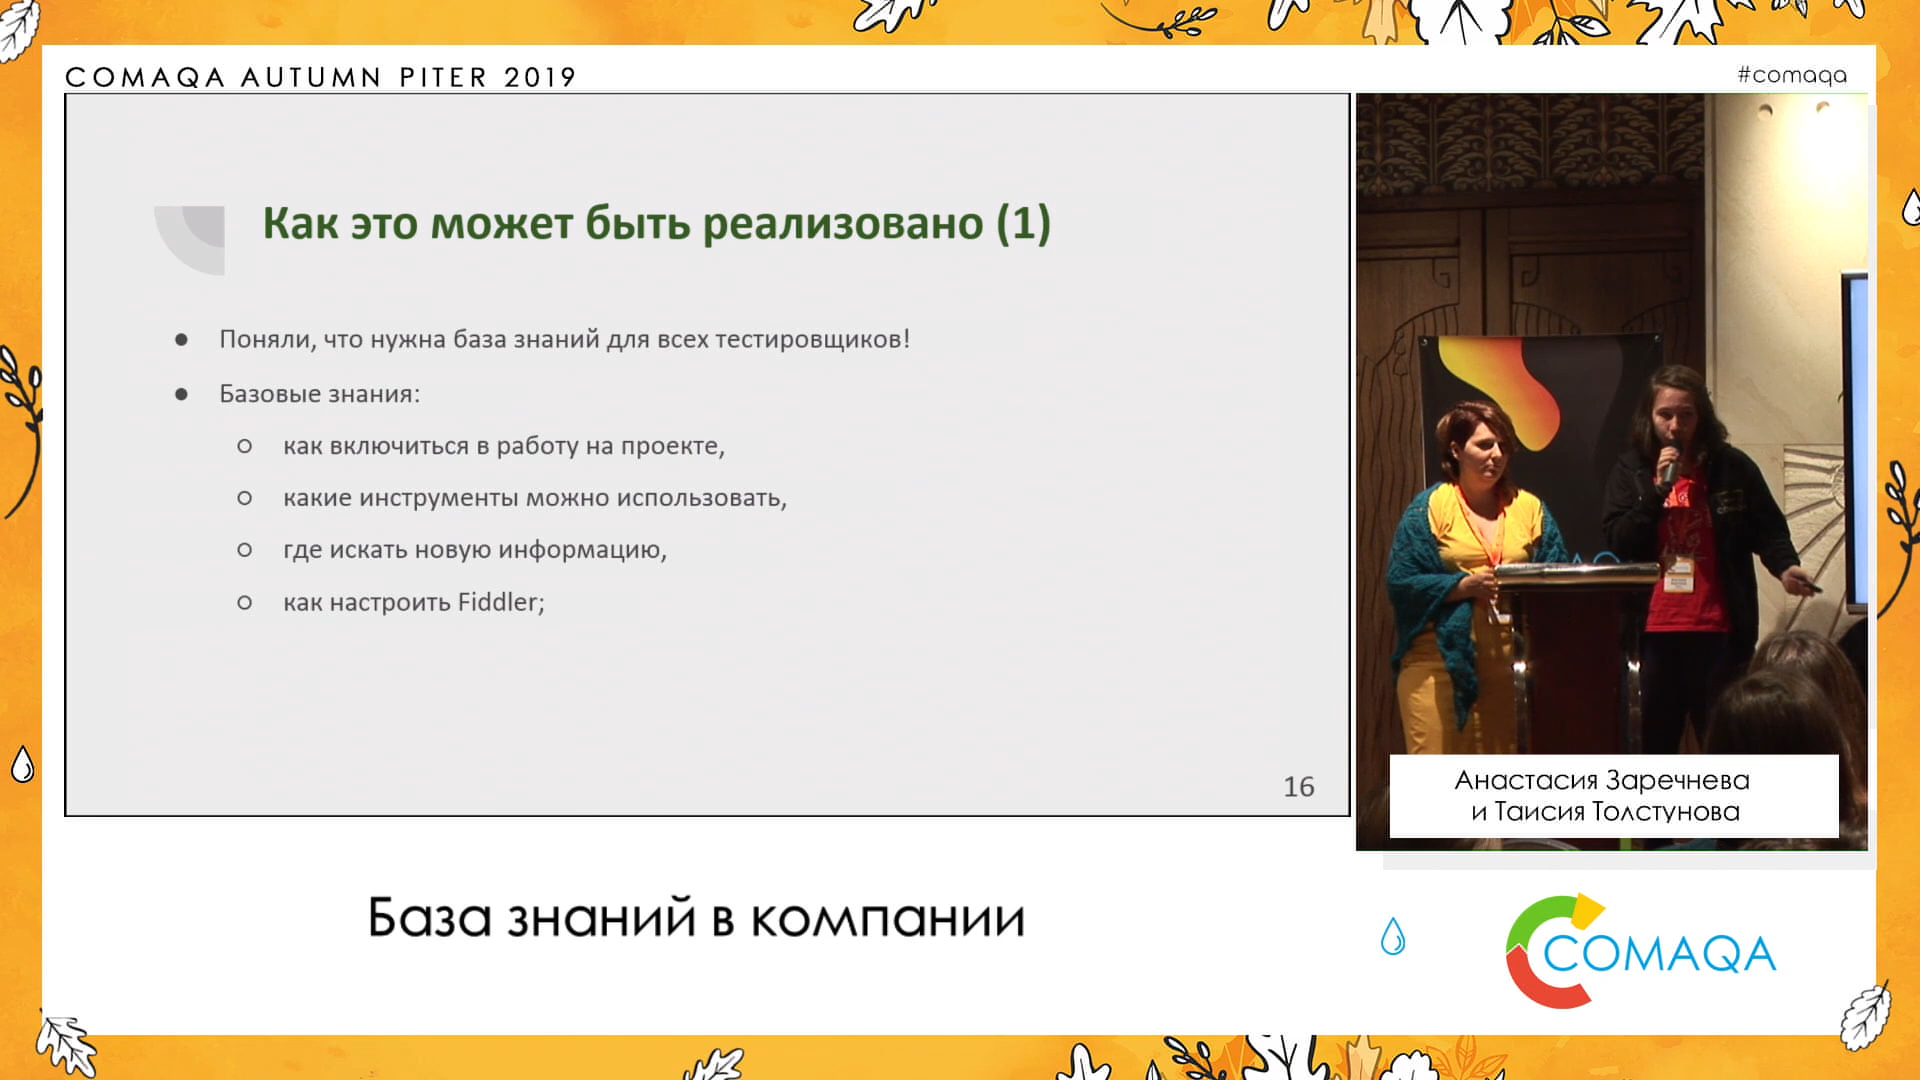 COMAQA AUTUMN PITER 2019
#comaqa
Как это может быть реализовано (1)
● Поняли, что нужна база знаний для всех тестировщиков!
● Базовые знания:
○ как включиться в работу на проекте,
○ какие инструменты можно использовать,
○ где искать новую информацию,
○ как настроить Fiddler;
16
Анастасия Заречнева
и Таисия Толстунова
База знаний в компании
COMAQA